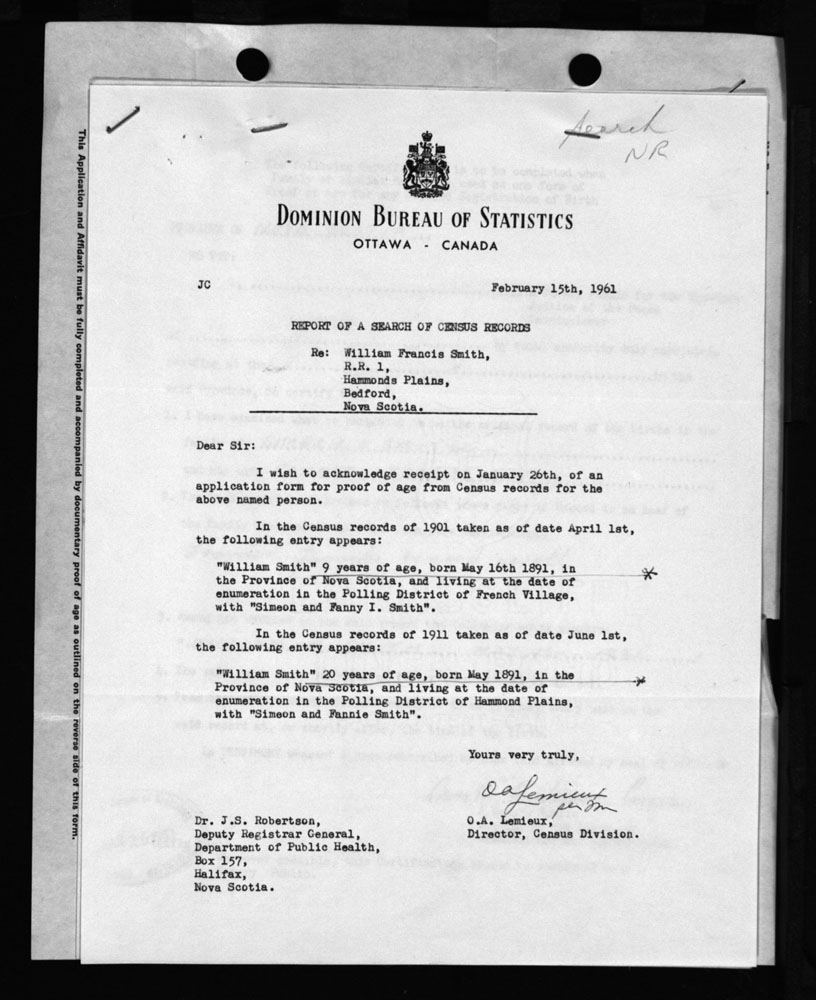 Search
NR
DOMINION BUREAU OF STATISTICS
OTTAWA - CANADA
JC
February 15th, 1961
REPORT OF A SEARCH OF CENSUS RECORDS
Re: William Francis Smith,
R.R. 1,
Hammonds Plains,
Bedford,
Nova Scotia.
Dear Sir:
I wish to acknowledge receipt on January 26th, of an
application form for proof of age from Census records for the
above named person.
In the Census records of 1901 taken as of date April 1st,
the following entry appears:
"William Smith" 9 years of age, born May 16th 1891, in
the Province of Nova Scotia, and living at the date of
enumeration in the Polling District of French Village,
with "Simeon and Fanny I. Smith".
In the Census records of 1911 taken as of date June 1st,
the following entry appears:
"William Smith" 20 years of age, born May 1891, in the
Province of Nova Scotia, and living at the date of
enumeration in the Polling District of Hammond Plains,
with "Simeon and Fannie Smith".
Yours very truly,
OALemieux
per
O.A. Lemieux,
Director, Census Division.
Dr. J.S. Robertson,
Deputy Registrar General,
Department of Public Health,
Box 157,
Halifax,
Nova Scotia.
This Application and Affidavit must be fully completed and accompanied by documentary proof of age as outlined on the reverse side of this form.